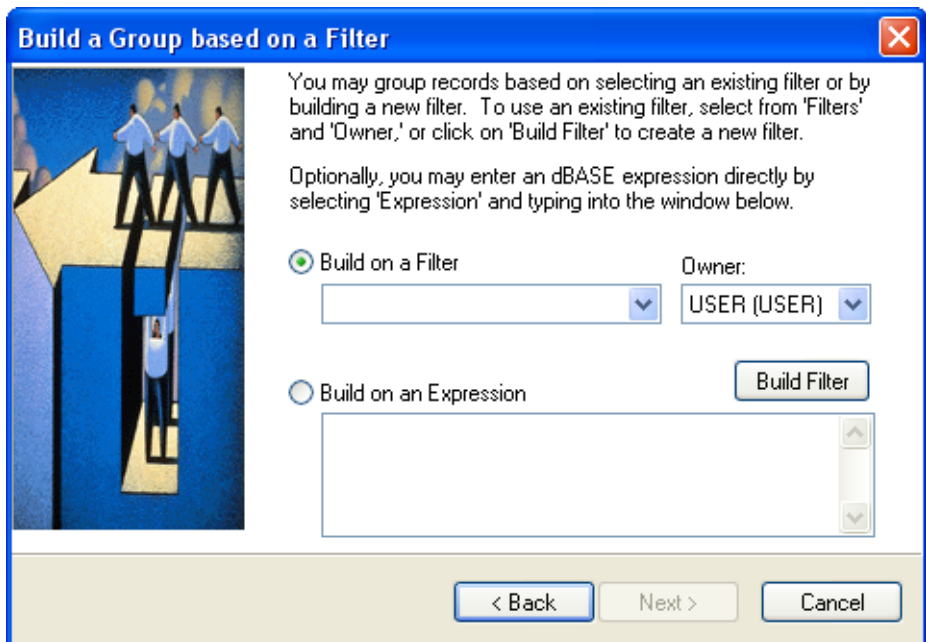 Build a Group based on a Filter
You may group records based on selecting an existing filter or by
building a new filter. To use an existing filter, select from 'Filters'
and 'Owner,' or click on 'Build Filter' to create a new filter.
Optionally, you may enter an dBASE expression directly by
selecting 'Expression' and typing into the window below.
Build on a Filter
Owner:
USER (USER)
Build Filter
Build on an Expression
< Back
Next >
Cancel